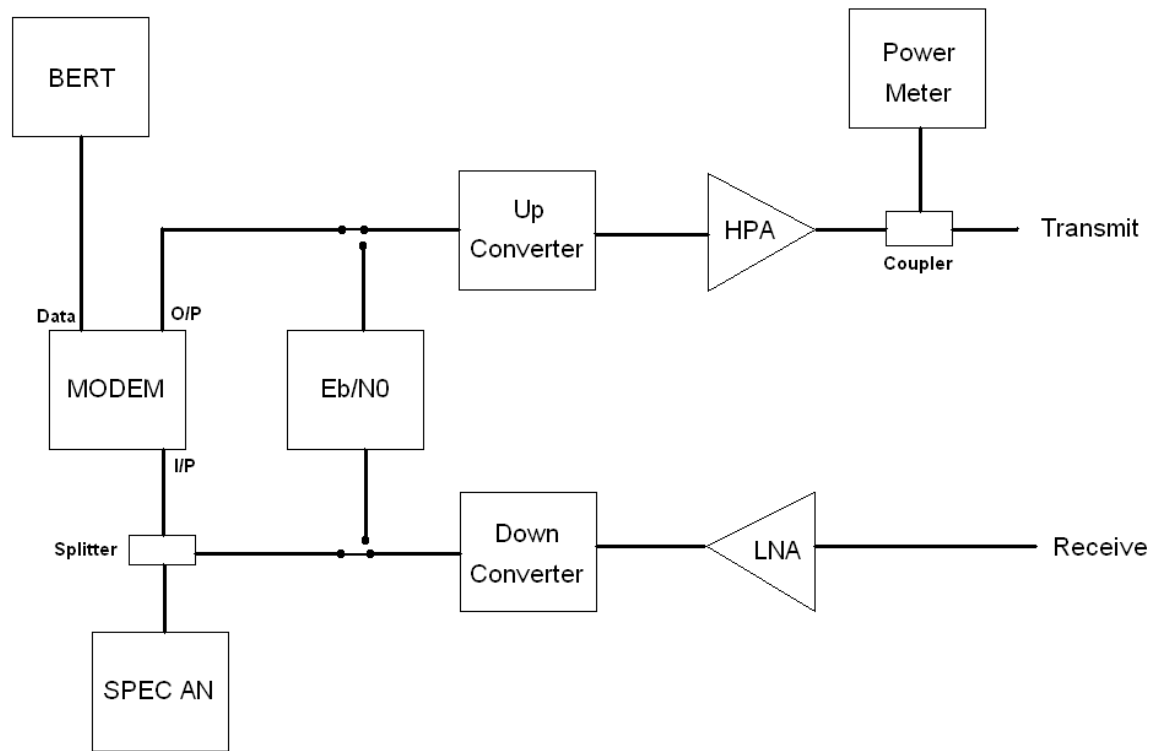 BERT
Power
Meter
Up
Converter
HPA
Transmit
Coupler
Data
O/P
MODEM
Eb/N0
I/P
Splitter
Down
Converter
LNA
Receive
SPEC AN